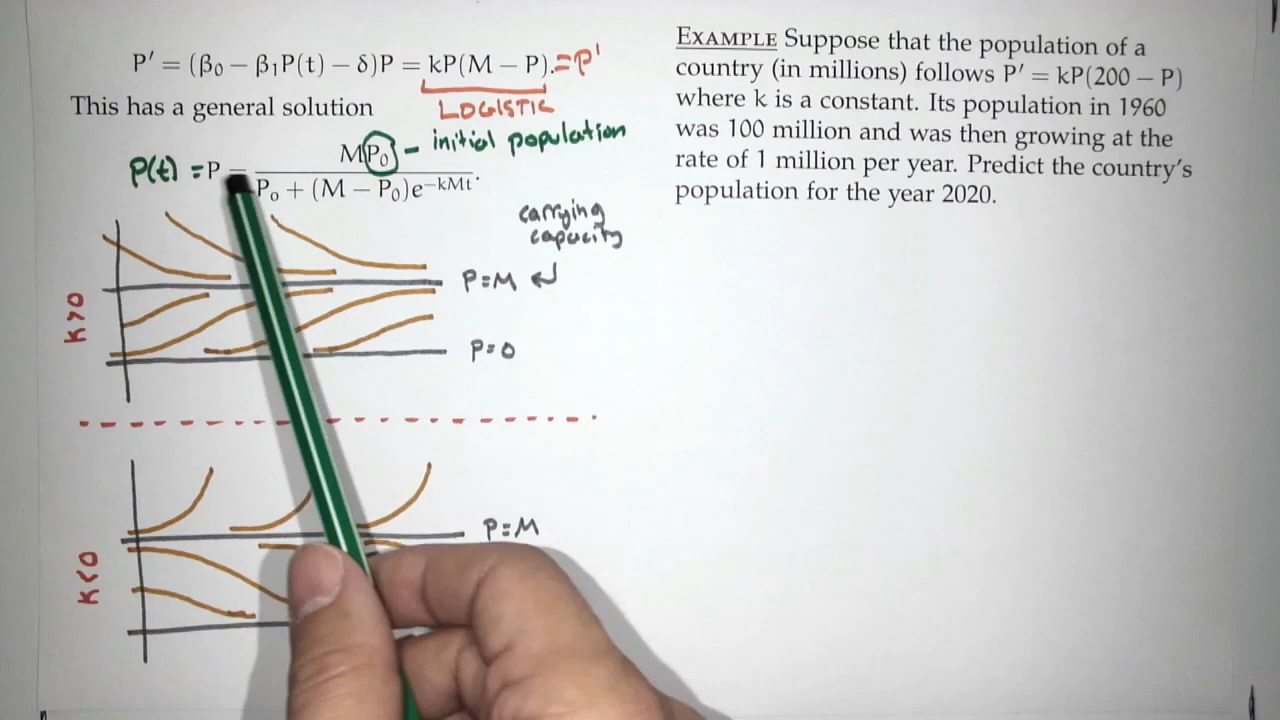 P′ = (β₀ − β₁P(t) − δ)P = kP(M − P). = P'
LOGISTIC
This has a general solution
P(t) = P = MP₀ / P₀ + (M − P₀)e^{−kMt}.
– initial population
carrying
capacity
P=M ↵
K>0
P=0
P=M
K<0
EXAMPLE Suppose that the population of a
country (in millions) follows P′ = kP(200 − P)
where k is a constant. Its population in 1960
was 100 million and was then growing at the
rate of 1 million per year. Predict the country's
population for the year 2020.